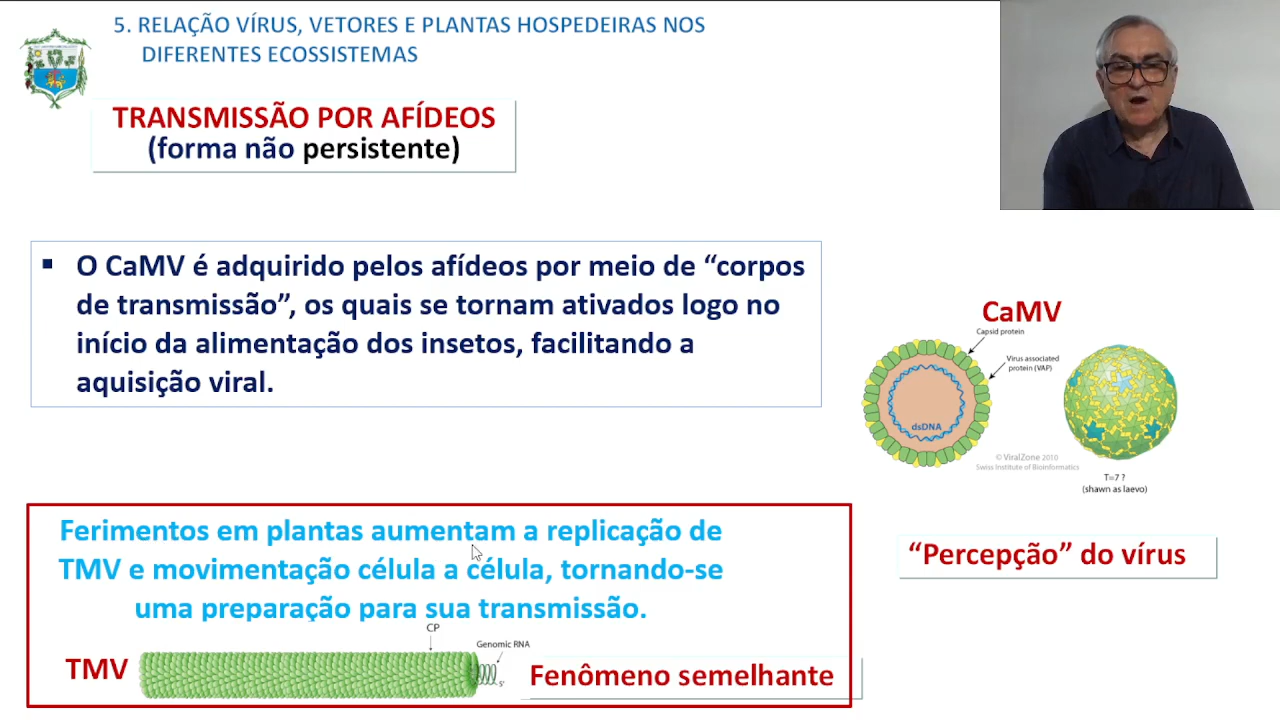 5. RELAÇÃO VÍRUS, VETORES E PLANTAS HOSPEDEIRAS NOS
DIFERENTES ECOSSISTEMAS
TRANSMISSÃO POR AFÍDEOS
(forma não persistente)
▪ O CaMV é adquirido pelos afídeos por meio de “corpos
de transmissão”, os quais se tornam ativados logo no
início da alimentação dos insetos, facilitando a
aquisição viral.
CaMV
Capsid protein
Virus associated
protein (VAP)
dsDNA
© ViralZone 2010
Swiss Institute of Bioinformatics
T=7 ?
(shown as laevo)
“Percepção” do vírus
Ferimentos em plantas aumentam a replicação de
TMV e movimentação célula a célula, tornando-se
uma preparação para sua transmissão.
CP
Genomic RNA
5'
TMV
Fenômeno semelhante